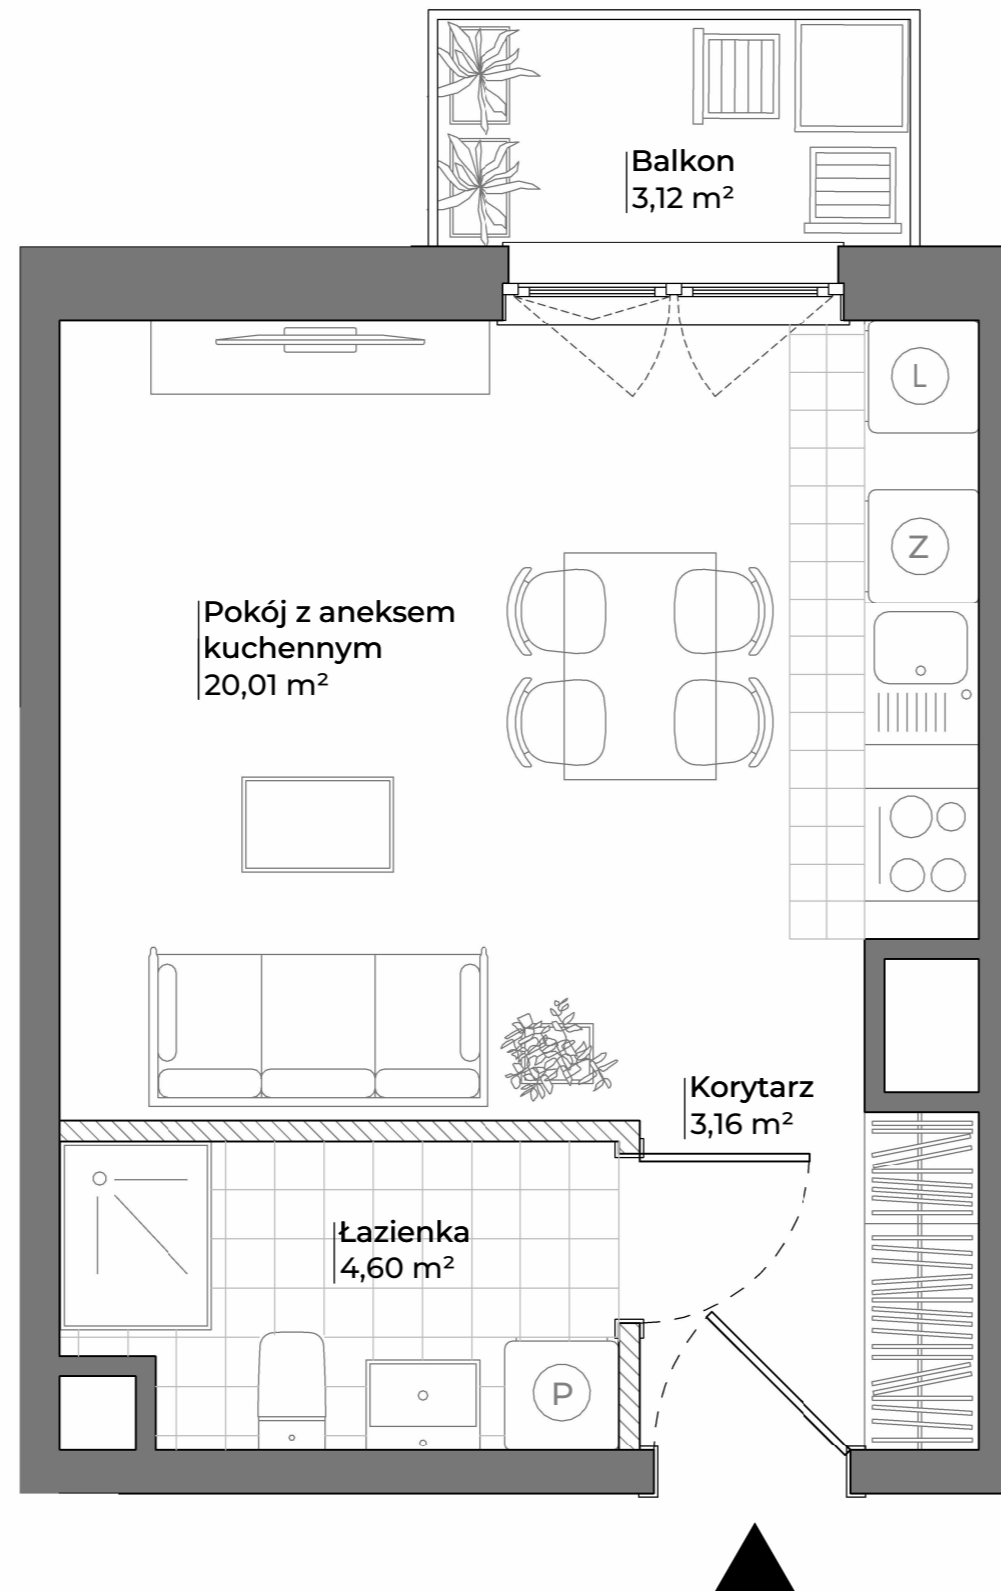 Balkon
3,12 m²
L
Z
Pokój z aneksem
kuchennym
20,01 m²
Korytarz
3,16 m²
Łazienka
4,60 m²
P